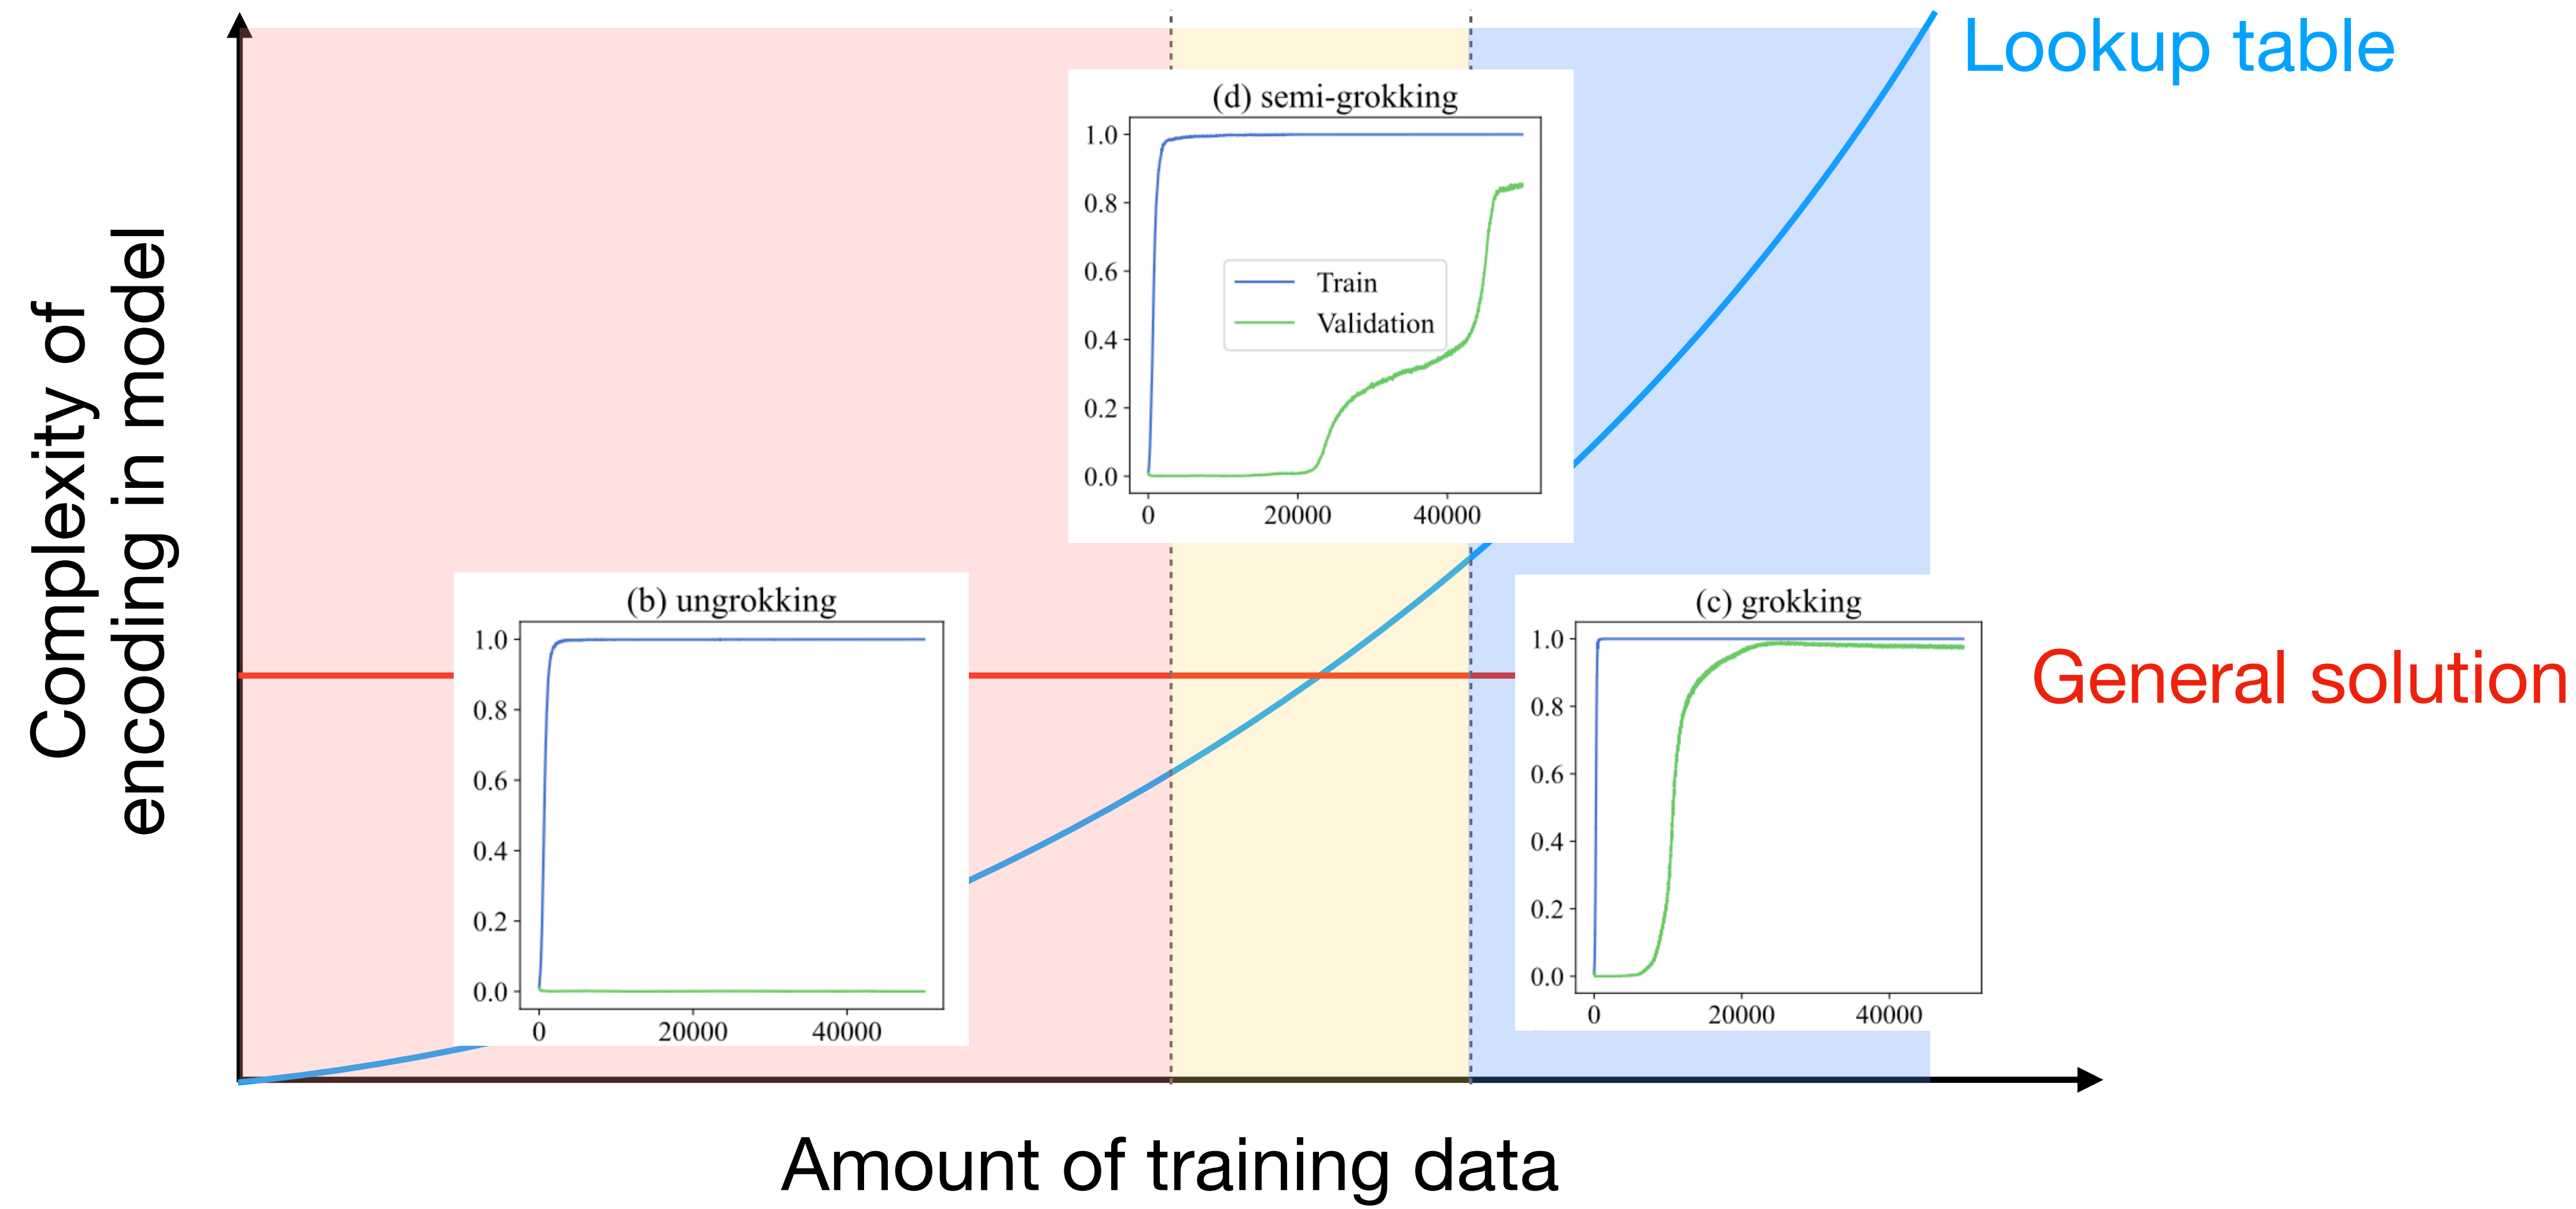 Complexity of
encoding in model
Lookup table
(d) semi-grokking
1.0
0.8
0.6
0.4
0.2
0.0
Train
Validation
0 20000 40000
(b) ungrokking
1.0
0.8
0.6
0.4
0.2
0.0
0 20000 40000
(c) grokking
1.0
0.8
0.6
0.4
0.2
0.0
0 20000 40000
General solution
Amount of training data